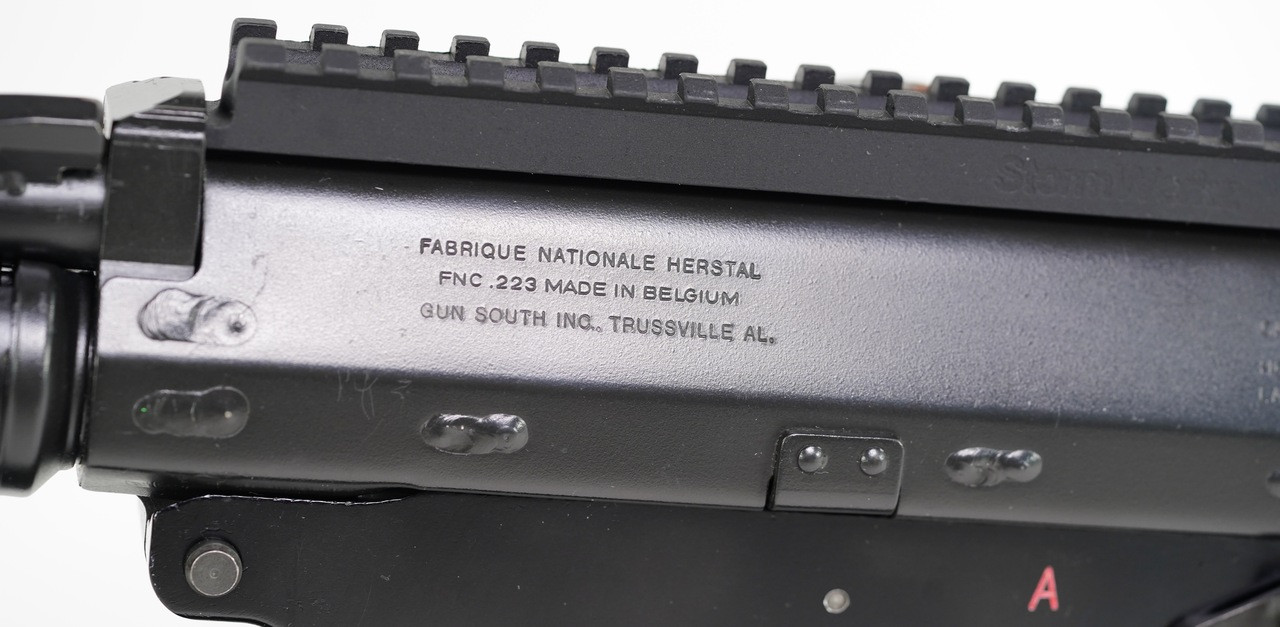 FABRIQUE NATIONALE HERSTAL
FNC .223 MADE IN BELGIUM
GUN SOUTH INC., TRUSSVILLE AL.
A